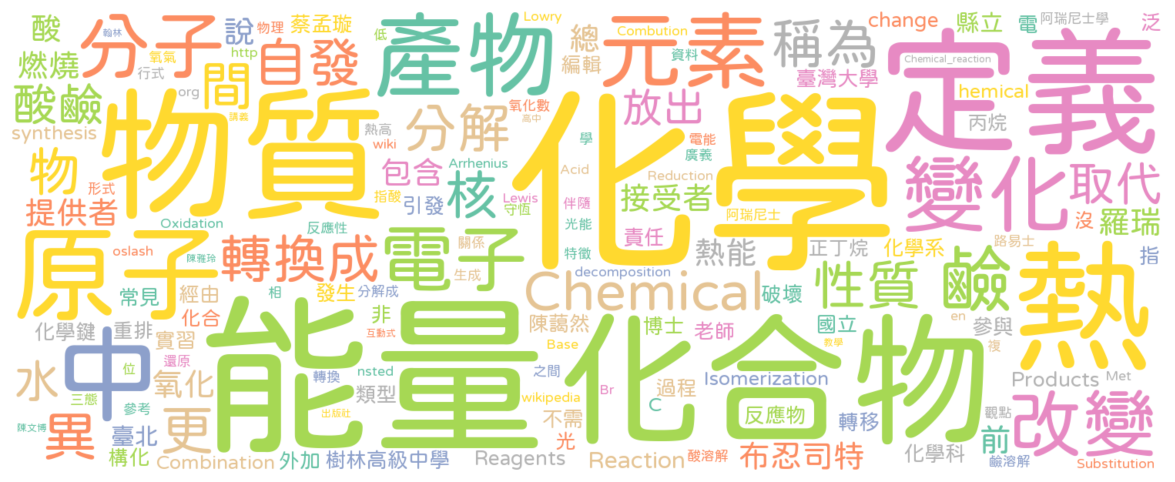 酸
翰林
分子
氧氣
物理
行式
說
蔡孟璇
低
產物
Lowry
Combution
總
編輯
元素
資料
稱為
change
縣立
電
阿瑞尼士學
泛
燃燒
間
http
自發
臺灣大學
Chemical_reaction
定義
酸鹼
org
講義
氧化數
高中
放出
hemical
丙烷
synthesis
物質
熱高
wiki
分解
化學
電能
廣義
變化
取代
物
形式
指酸
包含
Arrhenius
學
Acid
Reduction
沒
提供者
Oxidation
引發
核
Lewis
守恆
伴隨
光能
接受者
阿瑞尼士
羅瑞
原子
oslash
反應性
陳雅玲
轉換成
電子
關係
生成
特徵
責任
熱能
正丁烷
化學系
路易士
指
decomposition
常見
經由
相
發生
分解成
Chemical
破壞
性質
鹼
熱
化學鍵
重排
化合
非
互動式
陳藹然
博士
老師
國立
en
參與
實習
還原
能量
Base
化合物
複
水
中
位
氧化
轉換
nsted
之間
Br
過程
Isomerization
數學
Products
Met
三態
參考
類型
出版社
wikipedia
C
反應物
轉移
觀點
改變
陳文博
異
臺北
更
不需
光
前
構化
Combination
外加
樹林高級中學
Reagents
Reaction
酸溶解
布忍司特
化學科
鹼溶解
Substitution